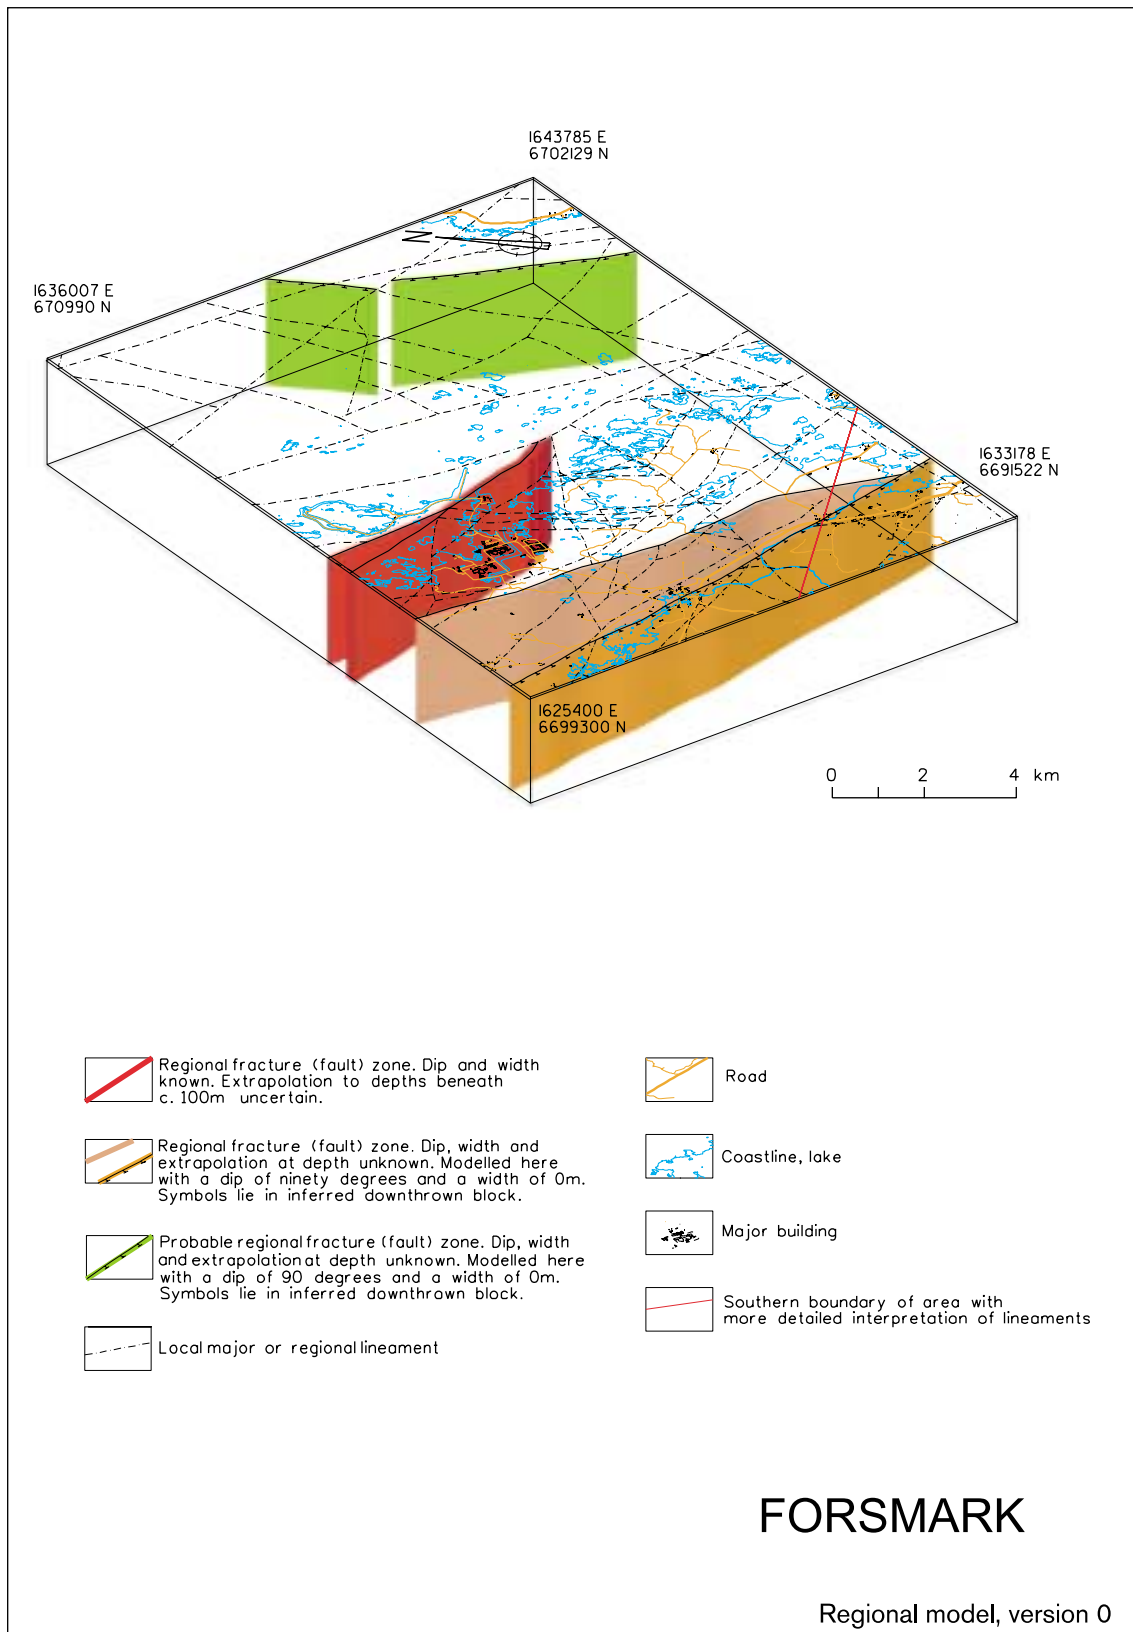 1643785 E
6702129 N
N
1636007 E
670990 N
1633178 E
6691522 N
1625400 E
6699300 N
0 2 4 km
Regional fracture (fault) zone. Dip and width
known. Extrapolation to depths beneath
c. 100m uncertain.
Regional fracture (fault) zone. Dip, width and
extrapolation at depth unknown. Modelled here
with a dip of ninety degrees and a width of 0m.
Symbols lie in inferred downthrown block.
Probable regional fracture (fault) zone. Dip, width
and extrapolation at depth unknown. Modelled here
with a dip of 90 degrees and a width of 0m.
Symbols lie in inferred downthrown block.
Local major or regional lineament
Road
Coastline, lake
Major building
Southern boundary of area with
more detailed interpretation of lineaments
FORSMARK
Regional model, version 0